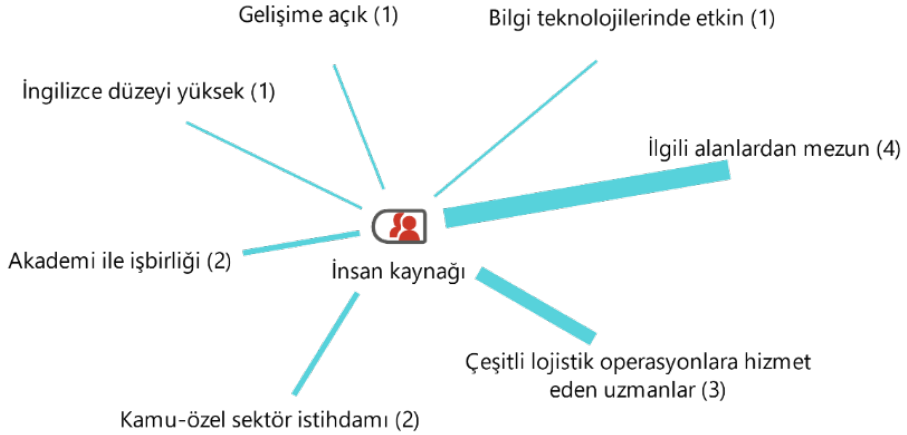 Gelişime açık (1)
Bilgi teknolojilerinde etkin (1)
İngilizce düzeyi yüksek (1)
İlgili alanlardan mezun (4)
Akademi ile işbirliği (2)
İnsan kaynağı
Çeşitli lojistik operasyonlara hizmet
eden uzmanlar (3)
Kamu-özel sektör istihdamı (2)